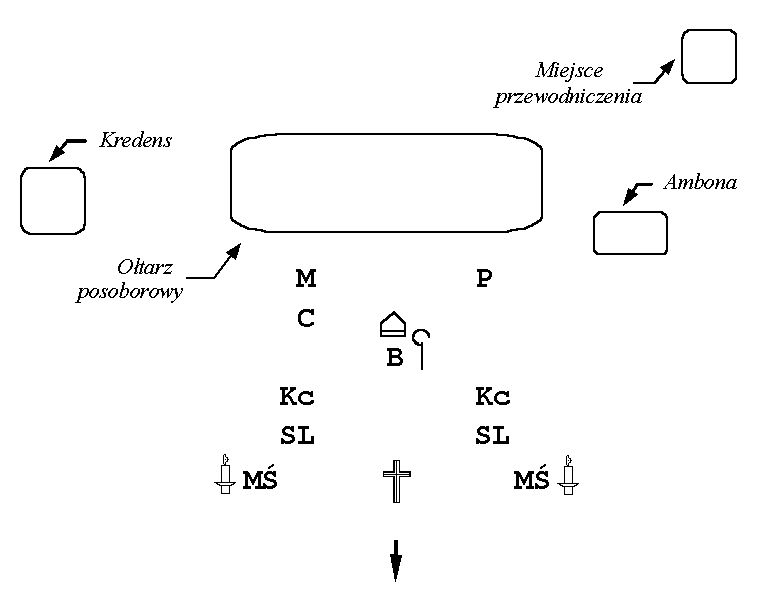 Miejsce
przewodniczenia
Kredens
Ambona
Ołtarz
posoborowy
M P
C
B
Kc Kc
SL SL
MŚ MŚ